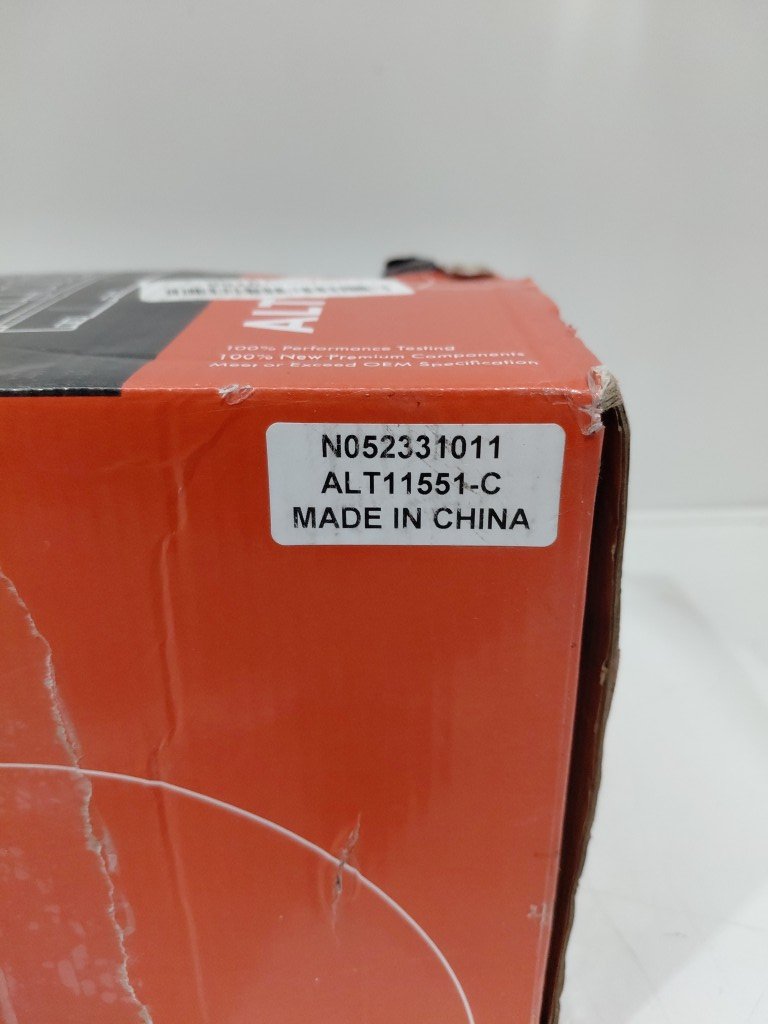 ALT
100% Performance Testing
100% New Premium Components
Meet or Exceed OEM Specification
N052331011
ALT11551-C
MADE IN CHINA